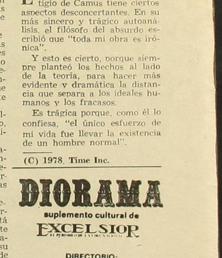 tigio de Camus tiene ciertos
aspectos desconcertantes. En su
más sincero y trágico autoaná-
lisis, el filósofo del absurdo es-
cribió que "toda mi obra es iró-
nica".
Y esto es cierto, porque siem-
pre planteó los hechos al lado
de la teoría, para hacer más
evidente y dramática la distan-
cia que separa a los ideales huma-
nos y los fracasos.
Es trágica porque, como él lo
confiesa, "el único esfuerzo de
mi vida fue llevar la existencia
de un hombre normal".
(C) 1978, Time Inc.
DIORAMA
suplemento cultural de
EXCELSIOR
DIRECTORIO: